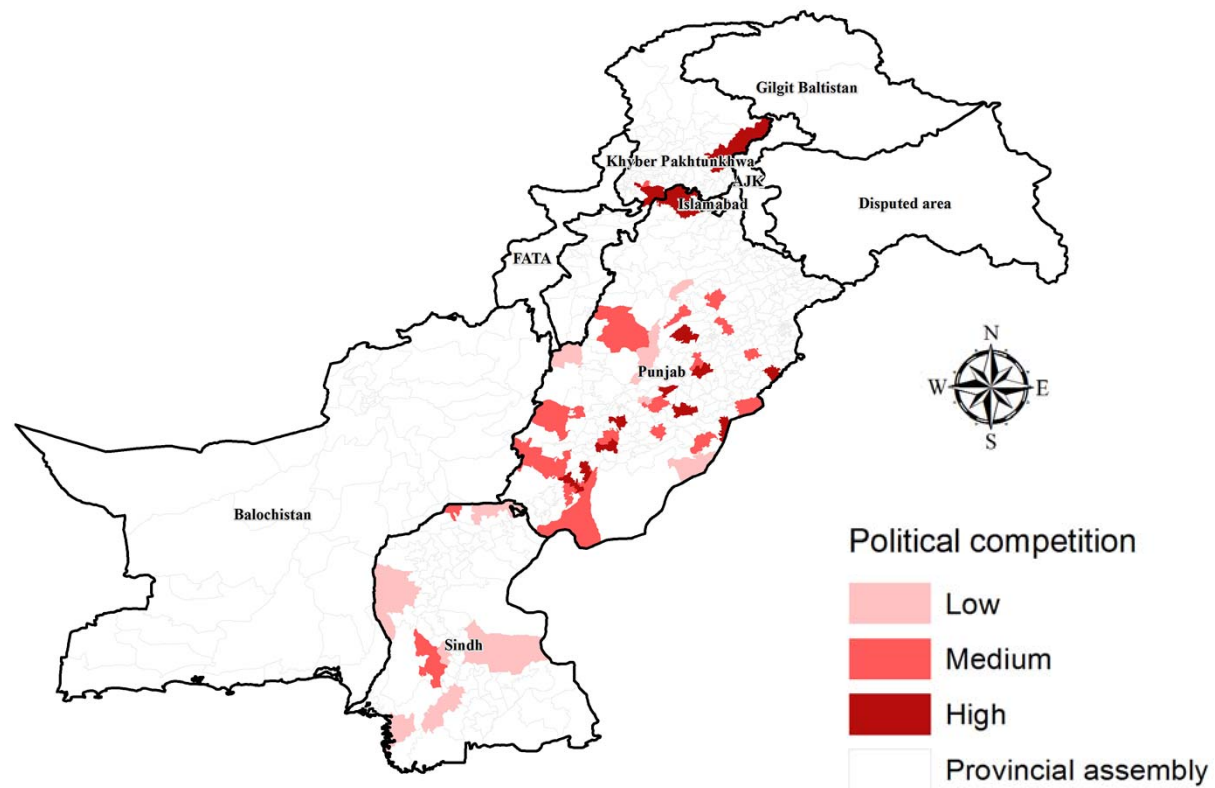 Gilgit Baltistan
Khyber Pakhtunkhwa
AJK
Islamabad
Disputed area
FATA
N
Punjab
W
E
S
Balochistan
Sindh
Political competition
Low
Medium
High
Provincial assembly